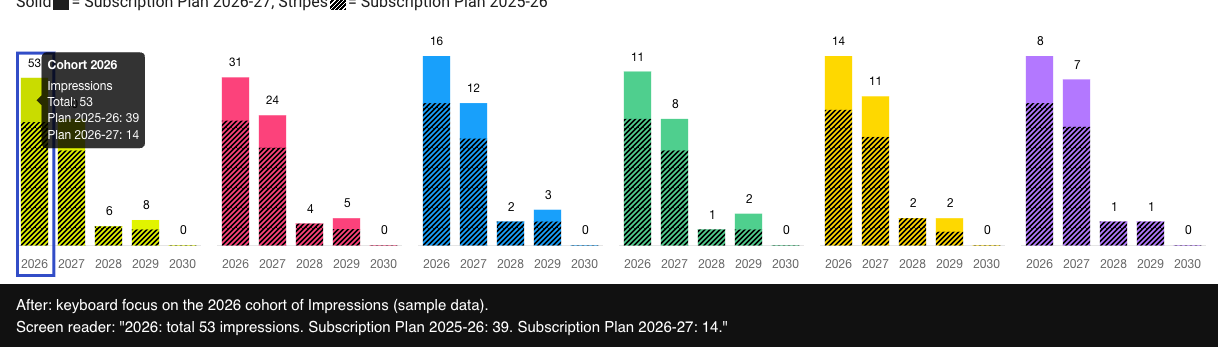 Solid = Subscription Plan 2026-27, Stripes = Subscription Plan 2025-26
53
Cohort 2026
Impressions
Total: 53
Plan 2025-26: 39
Plan 2026-27: 14
6 8 0
2026 2027 2028 2029 2030
31 24 4 5 0
2026 2027 2028 2029 2030
16 12 2 3 0
2026 2027 2028 2029 2030
11 8 1 2 0
2026 2027 2028 2029 2030
14 11 2 2 0
2026 2027 2028 2029 2030
8 7 1 1 0
2026 2027 2028 2029 2030
After: keyboard focus on the 2026 cohort of Impressions (sample data).
Screen reader: "2026: total 53 impressions. Subscription Plan 2025-26: 39. Subscription Plan 2026-27: 14."